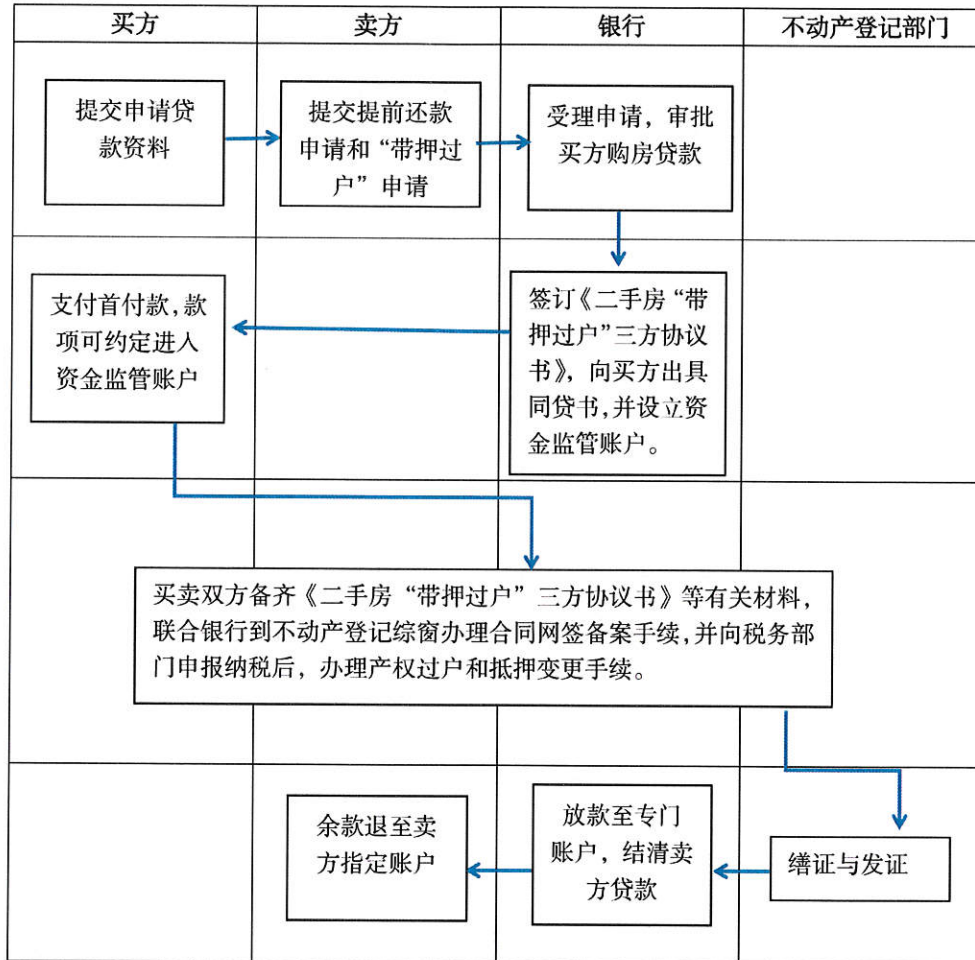 买方
卖方
银行
不动产登记部门
提交申请贷
款资料
提交提前还款
申请和“带押过
户”申请
受理申请，审批
买方购房贷款
签订《二手房“带
押过户”三方协议
书》，向买方出具
同贷书，并设立资
金监管账户。
支付首付款，款
项可约定进入
资金监管账户
买卖双方备齐《二手房“带押过户”三方协议书》等有关材料，
联合银行到不动产登记综窗办理合同网签备案手续，并向税务部
门申报纳税后，办理产权过户和抵押变更手续。
缮证与发证
放款至专门
账户，结清卖
方贷款
余款退至卖
方指定账户